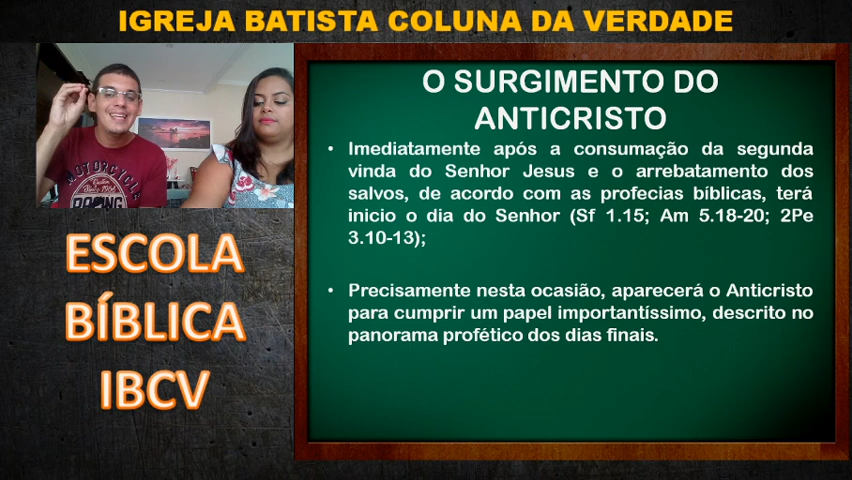 IGREJA BATISTA COLUNA DA VERDADE
MOTORCYCLE
RACING
ESCOLA
BÍBLICA
IBCV
O SURGIMENTO DO
ANTICRISTO
• Imediatamente após a consumação da segunda
vinda do Senhor Jesus e o arrebatamento dos
salvos, de acordo com as profecias bíblicas, terá
inicio o dia do Senhor (Sf 1.15; Am 5.18-20; 2Pe
3.10-13);
• Precisamente nesta ocasião, aparecerá o Anticristo
para cumprir um papel importantíssimo, descrito no
panorama profético dos dias finais.